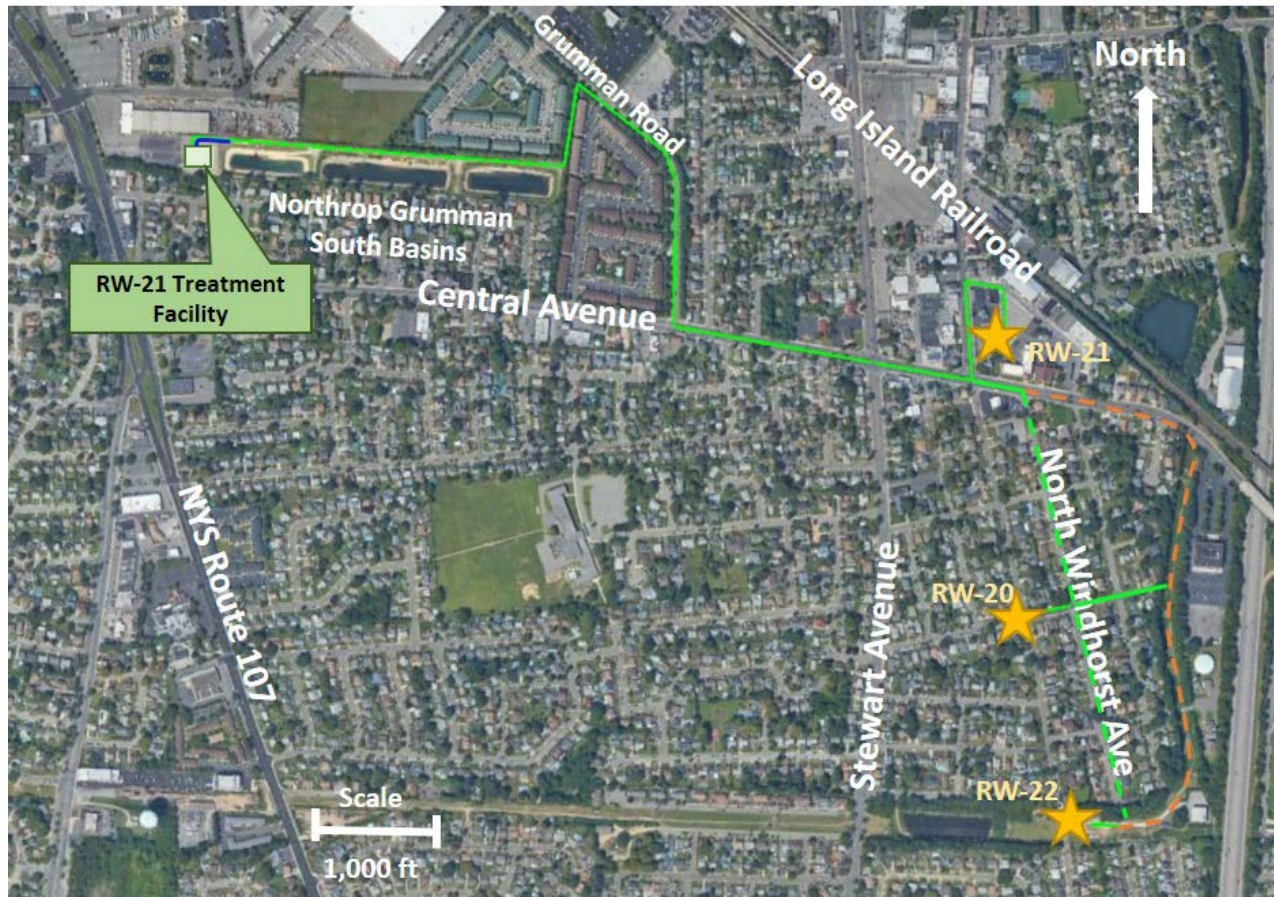 Grumman Road
Long Island Railroad
North
Northrop Grumman
South Basins
RW-21 Treatment
Facility
Central Avenue
RW-21
NYS Route 107
North Windhorst Ave
RW-20
Stewart Avenue
RW-22
Scale
1,000 ft